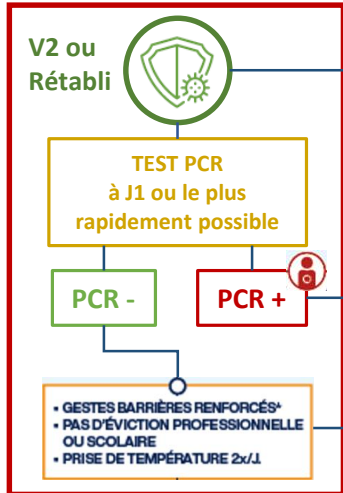 V2 ou
Rétabli
TEST PCR
à J1 ou le plus
rapidement possible
PCR -
PCR +
• GESTES BARRIÈRES RENFORCÉS*
• PAS D'ÉVICTION PROFESSIONNELLE
OU SCOLAIRE
• PRISE DE TEMPÉRATURE 2x/J.